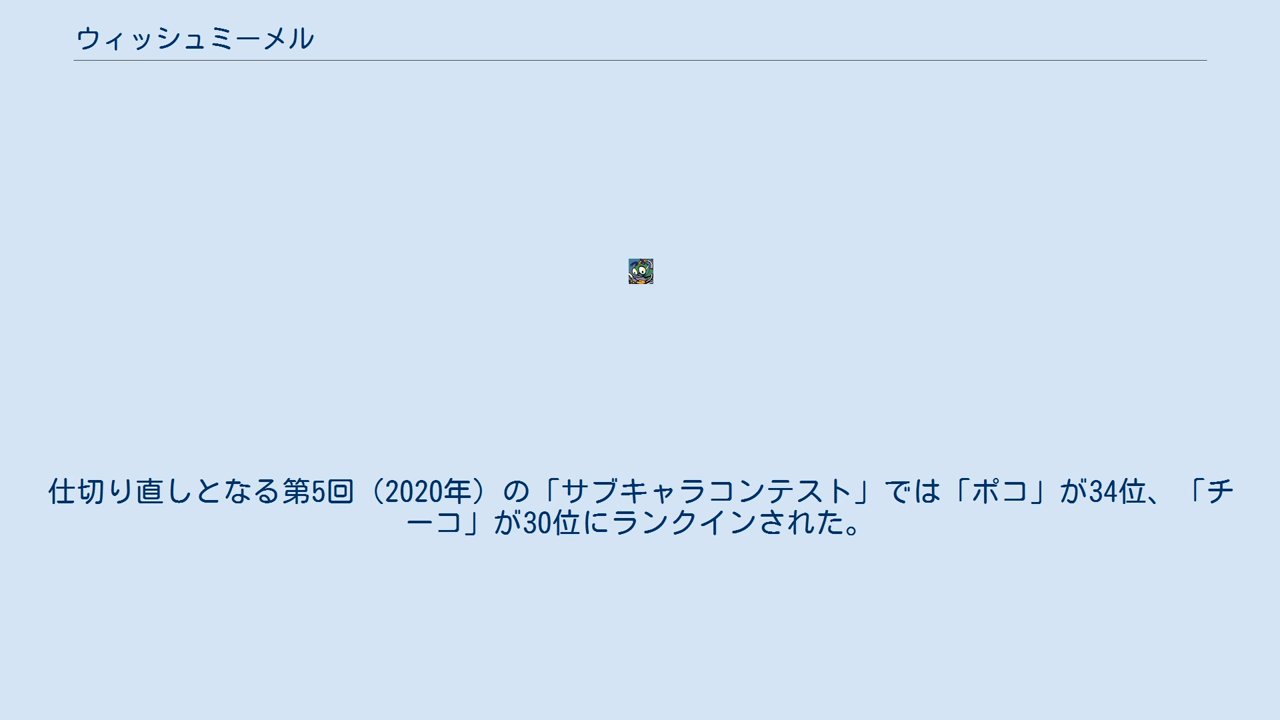 ウィッシュミーメル
仕切り直しとなる第5回（2020年）の「サブキャラコンテスト」では「ポコ」が34位、「チ
ーコ」が30位にランクインされた。